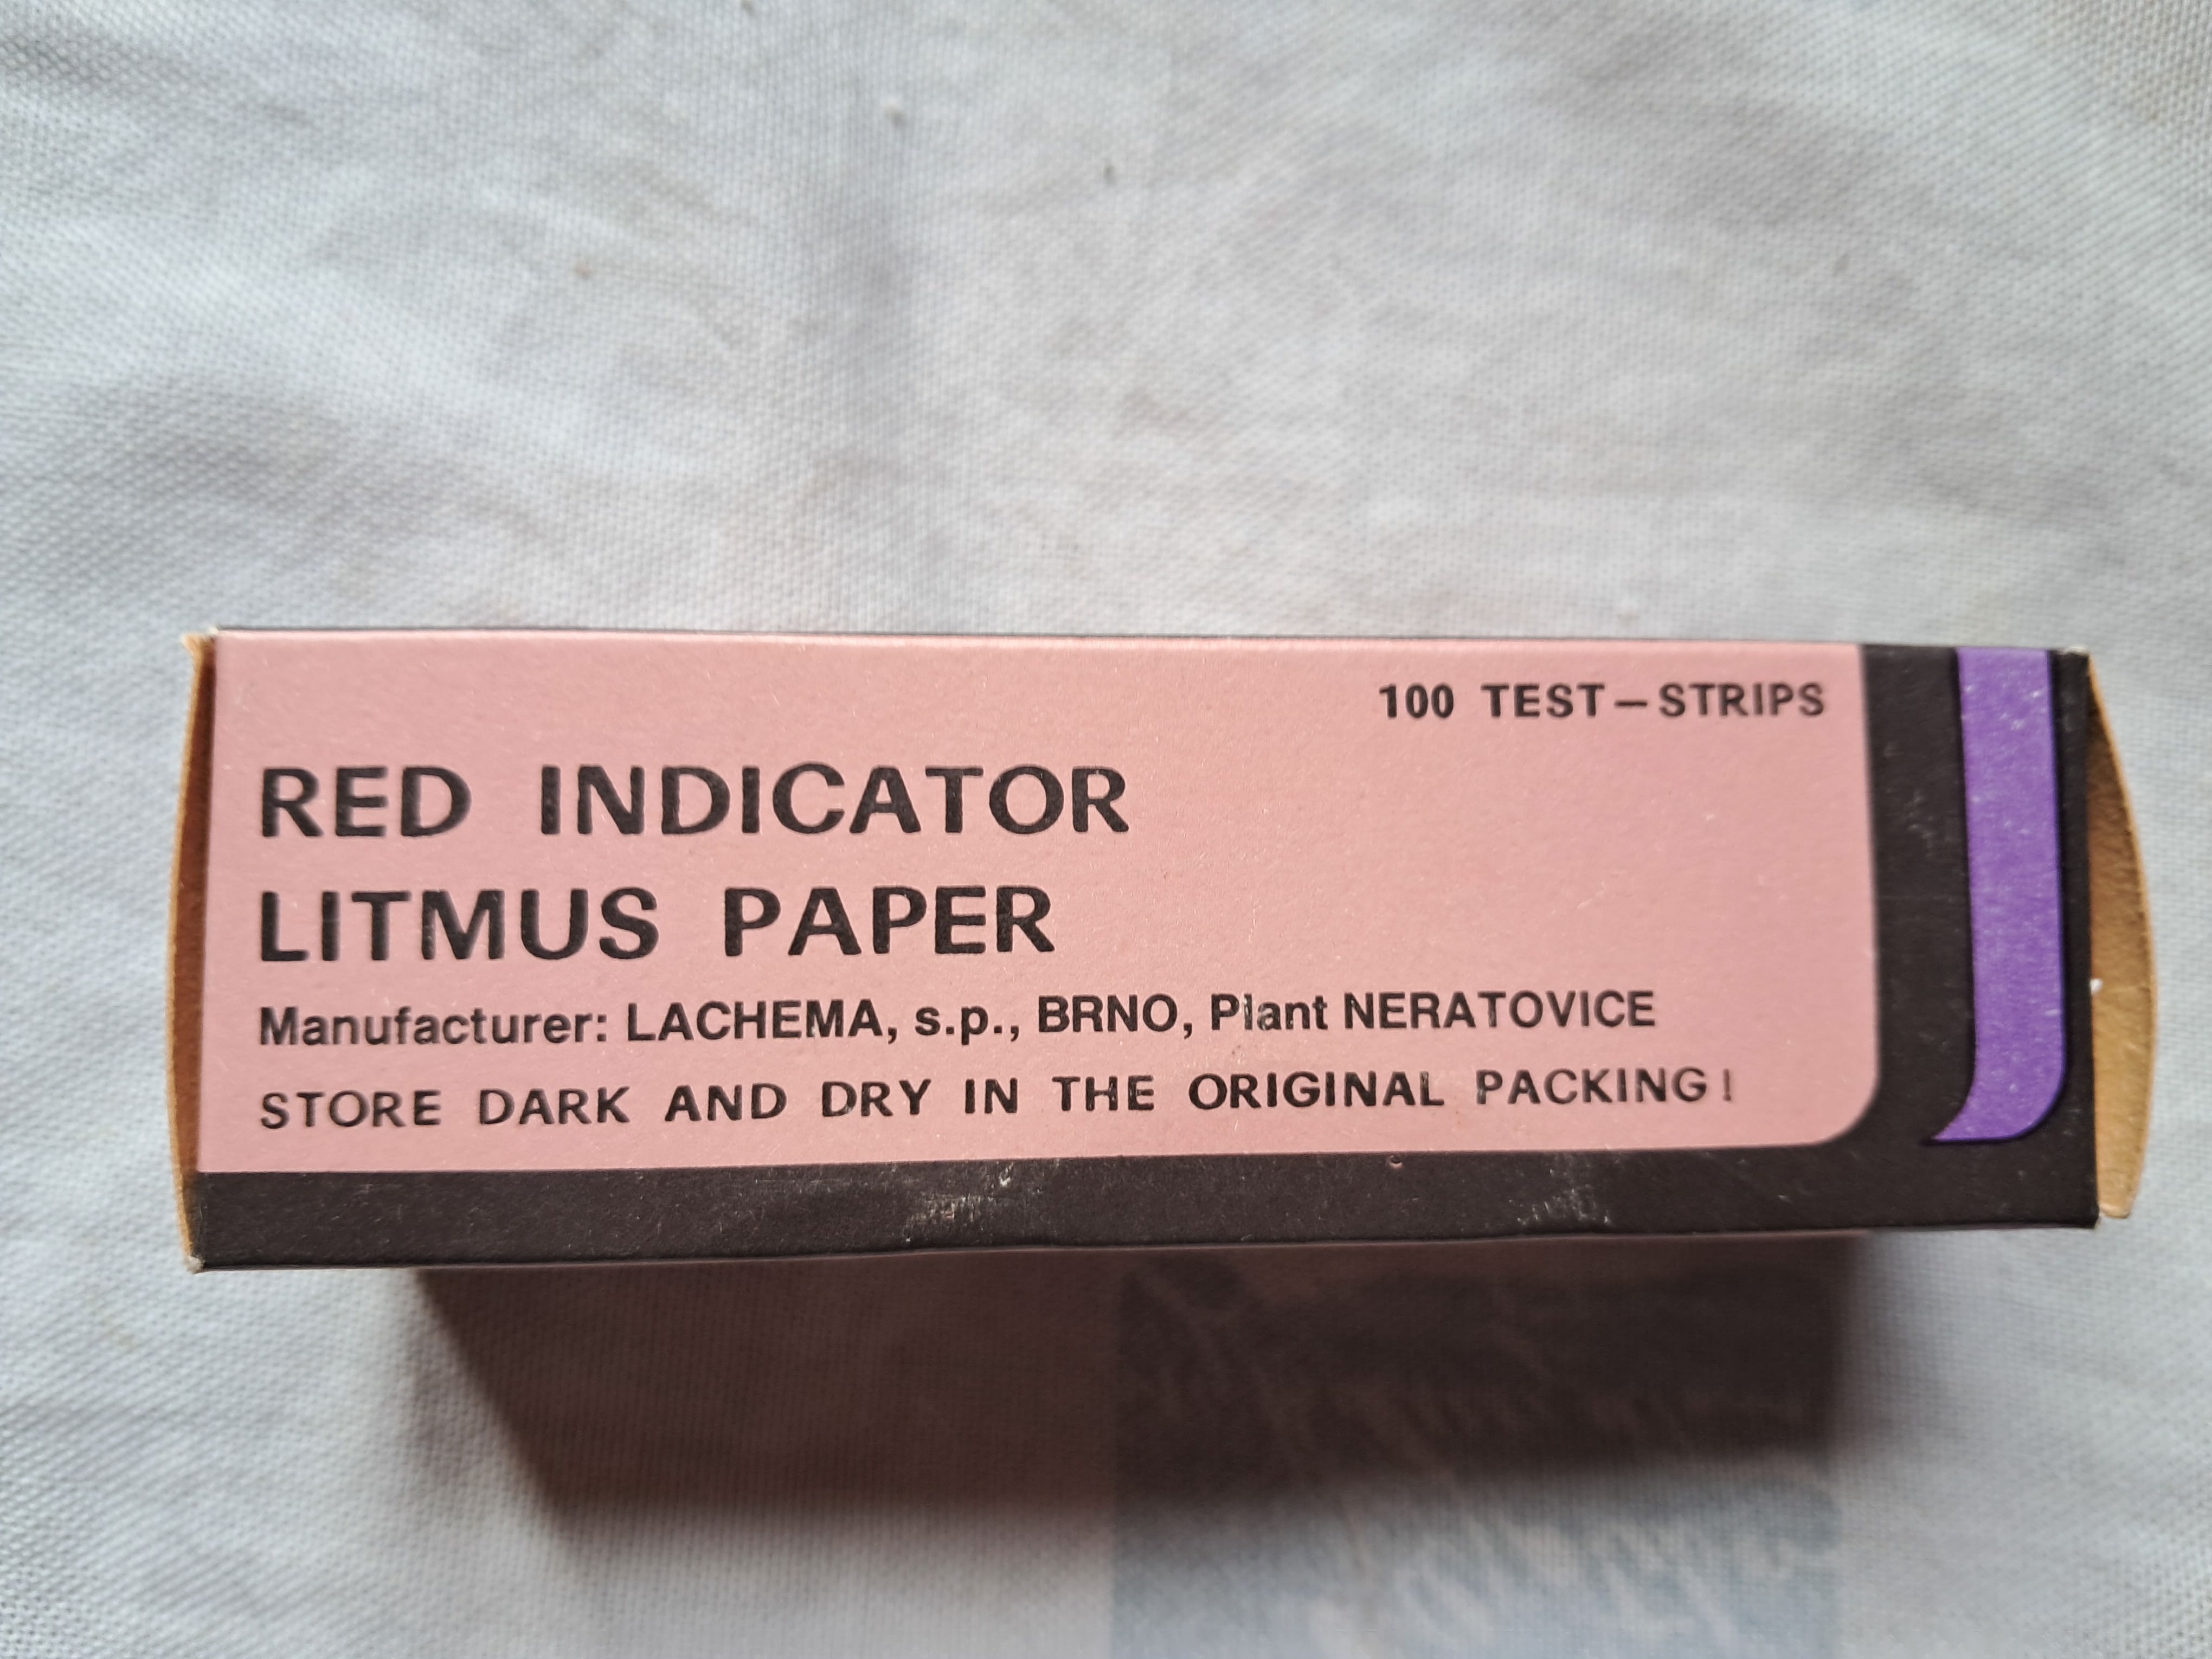 100 TEST–STRIPS
RED INDICATOR
LITMUS PAPER
Manufacturer: LACHEMA, s.p., BRNO, Plant NERATOVICE
STORE DARK AND DRY IN THE ORIGINAL PACKING!